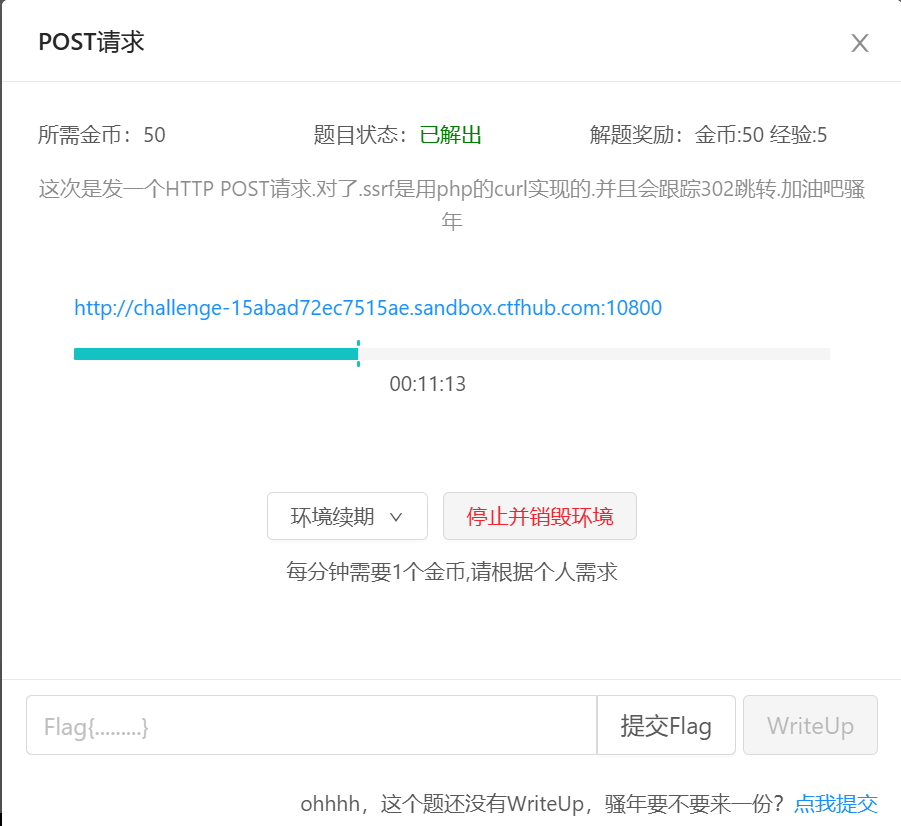 POST请求
X
所需金币：50 题目状态：已解出 解题奖励：金币:50 经验:5
这次是发一个HTTP POST请求.对了.ssrf是用php的curl实现的.并且会跟踪302跳转.加油吧骚
年
http://challenge-15abad72ec7515ae.sandbox.ctfhub.com:10800
00:11:13
环境续期 停止并销毁环境
每分钟需要1个金币,请根据个人需求
Flag{.........} 提交Flag WriteUp
ohhhh，这个题还没有WriteUp，骚年要不要来一份？点我提交